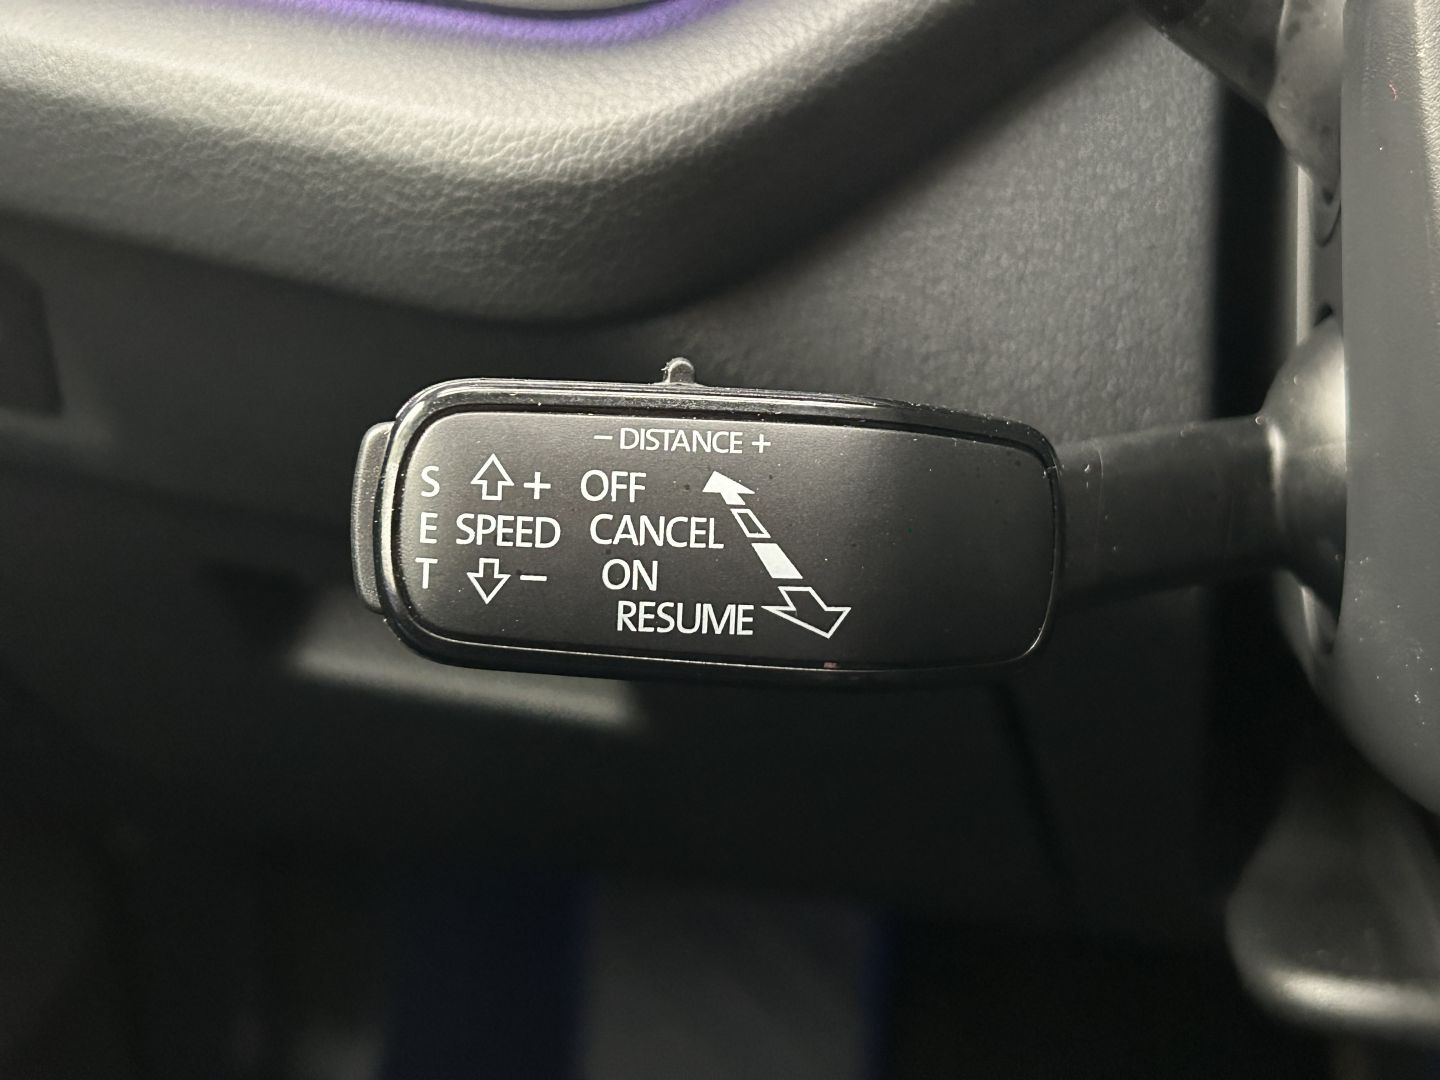 – DISTANCE +
S + OFF
E SPEED CANCEL
T – ON
RESUME